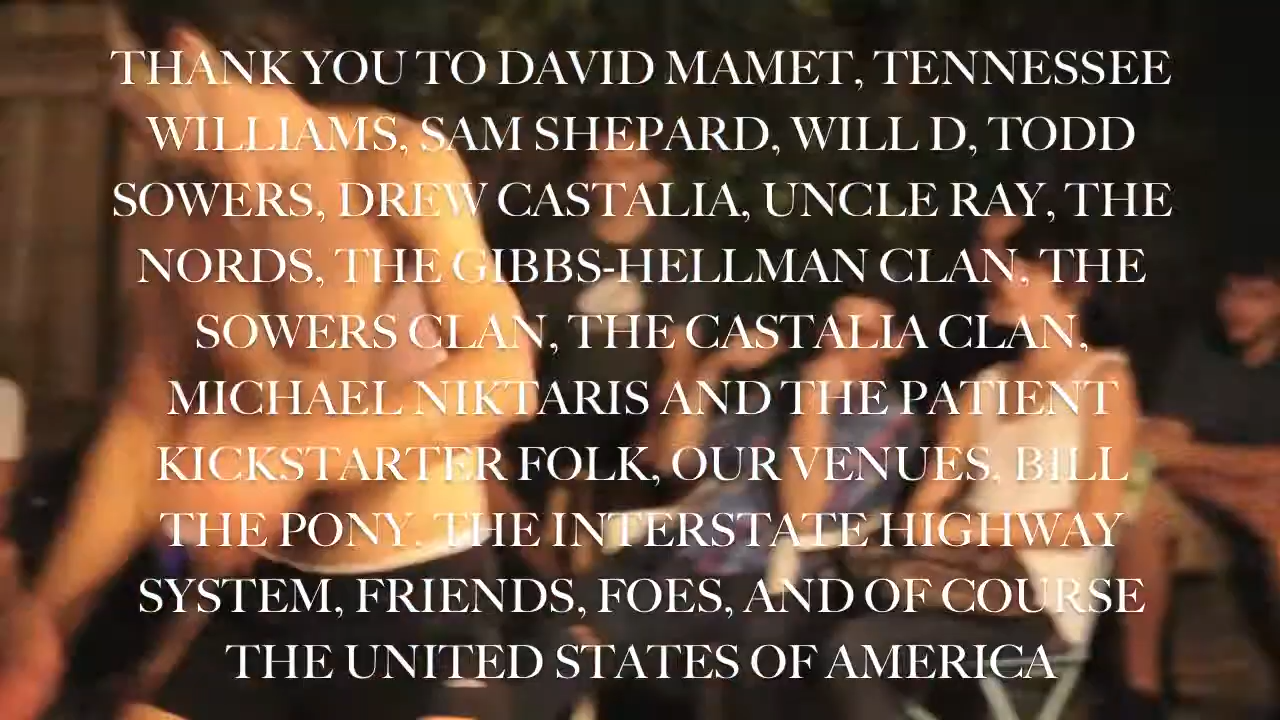 THANK YOU TO DAVID MAMET, TENNESSEE
WILLIAMS, SAM SHEPARD, WILL D, TODD
SOWERS, DREW CASTALIA, UNCLE RAY, THE
NORDS, THE GIBBS-HELLMAN CLAN, THE
SOWERS CLAN, THE CASTALIA CLAN,
MICHAEL NIKTARIS AND THE PATIENT
KICKSTARTER FOLK, OUR VENUES, BILL
THE PONY. THE INTERSTATE HIGHWAY
SYSTEM, FRIENDS, FOES, AND OF COURSE
THE UNITED STATES OF AMERICA